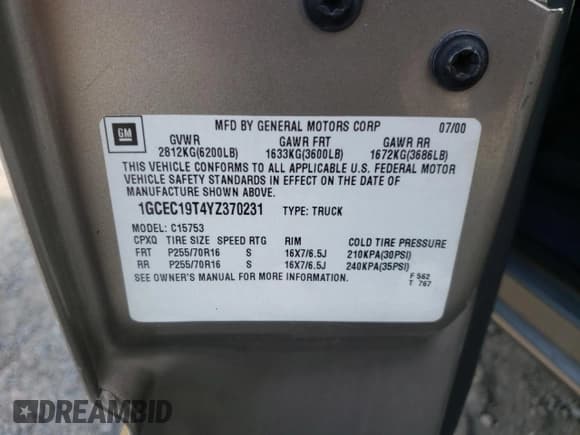 GM
MFD BY GENERAL MOTORS CORP 07/00
GVWR GAWR FRT GAWR RR
2812KG(6200LB) 1633KG(3600LB) 1672KG(3686LB)
THIS VEHICLE CONFORMS TO ALL APPLICABLE U.S. FEDERAL MOTOR
VEHICLE SAFETY STANDARDS IN EFFECT ON THE DATE OF
MANUFACTURE SHOWN ABOVE.
1GCEC19T4YZ370231 TYPE: TRUCK
MODEL: C15753
CPXQ TIRE SIZE SPEED RTG RIM COLD TIRE PRESSURE
FRT P255/70R16 S 16X7/6.5J 210KPA(30PSI)
RR P255/70R16 S 16X7/6.5J 240KPA(35PSI)
SEE OWNER'S MANUAL FOR MORE INFORMATION. F 562
T 767
DREAMBID